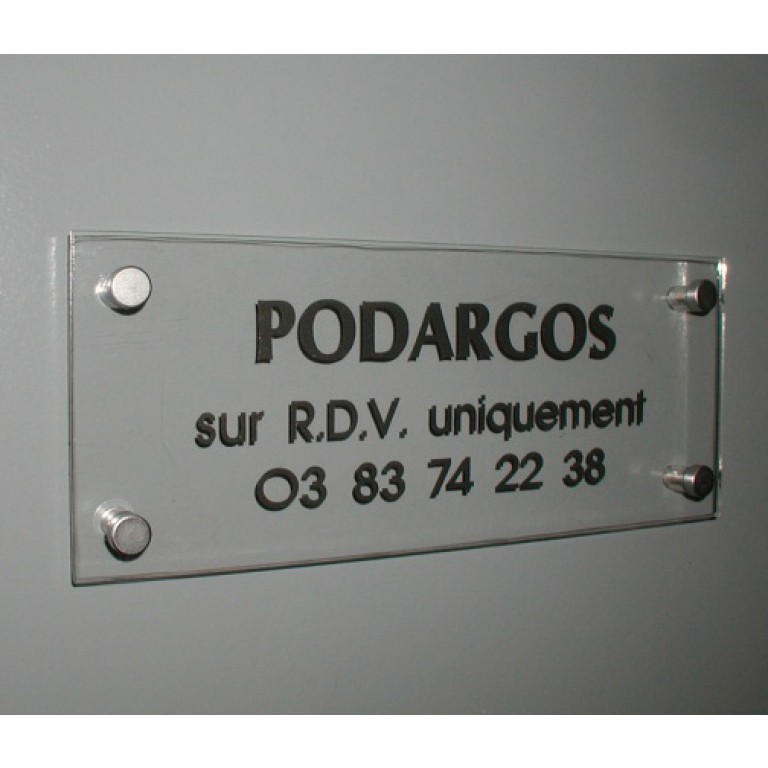 PODARGOS
sur R.D.V. uniquement
03 83 74 22 38